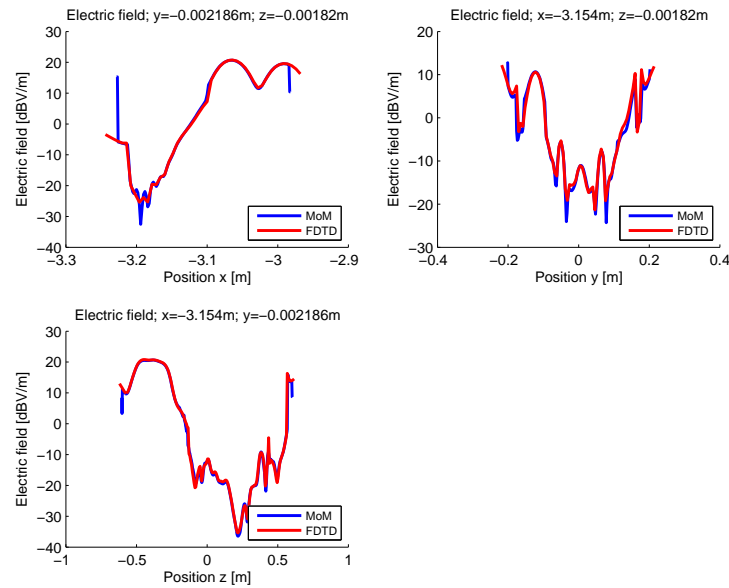 Electric field; y=−0.002186m; z=−0.00182m
30
20
10
0
−10
−20
−30
−40
Electric field [dBV/m]
−3.3
−3.2
−3.1
−3
−2.9
Position x [m]
MoM
FDTD
Electric field; x=−3.154m; z=−0.00182m
20
10
0
−10
−20
−30
Electric field [dBV/m]
−0.4
−0.2
0
0.2
0.4
Position y [m]
MoM
FDTD
Electric field; x=−3.154m; y=−0.002186m
30
20
10
0
−10
−20
−30
−40
Electric field [dBV/m]
−1
−0.5
0
0.5
1
Position z [m]
MoM
FDTD